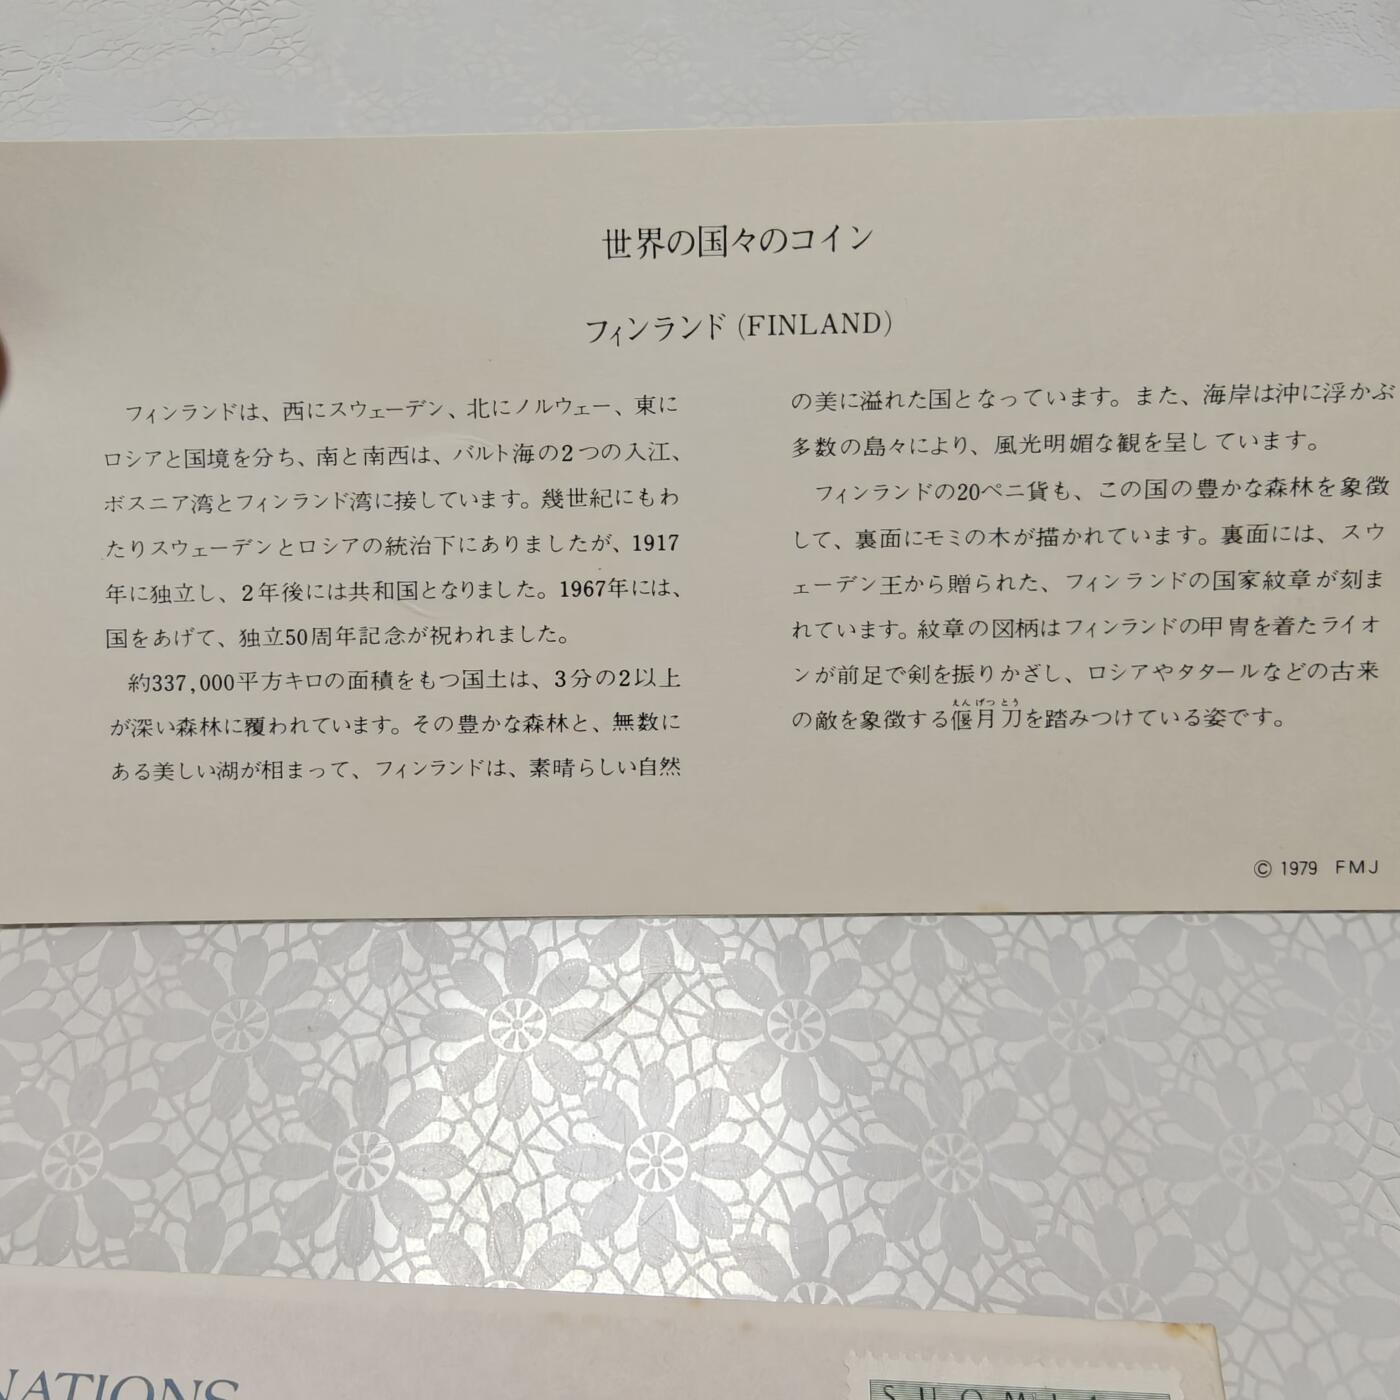 世界の国々のコイン
フィンランド (FINLAND)
フィンランドは、西にスウェーデン、北にノルウェー、東に
ロシアと国境を分ち、南と南西は、バルト海の2つの入江、
ボスニア湾とフィンランド湾に接しています。幾世紀にもわ
たりスウェーデンとロシアの統治下にありましたが、1917
年に独立し、2年後には共和国となりました。1967年には、
国をあげて、独立50周年記念が祝われました。
約337,000平方キロの面積をもつ国土は、3分の2以上
が深い森林に覆われています。その豊かな森林と、無数に
ある美しい湖が相まって、フィンランドは、素晴らしい自然
の美に溢れた国となっています。また、海岸は沖に浮かぶ
多数の島々により、風光明媚な観を呈しています。
フィンランドの20ペニ貨も、この国の豊かな森林を象徴
して、裏面にモミの木が描かれています。裏面には、スウ
ェーデン王から贈られた、フィンランドの国家紋章が刻ま
れています。紋章の図柄はフィンランドの甲冑を着たライオ
ンが前足で剣を振りかざし、ロシアやタタールなどの古来
えんげつとう
の敵を象徴する偃月刀を踏みつけている姿です。
© 1979 FMJ
NATIONS
SUOMI